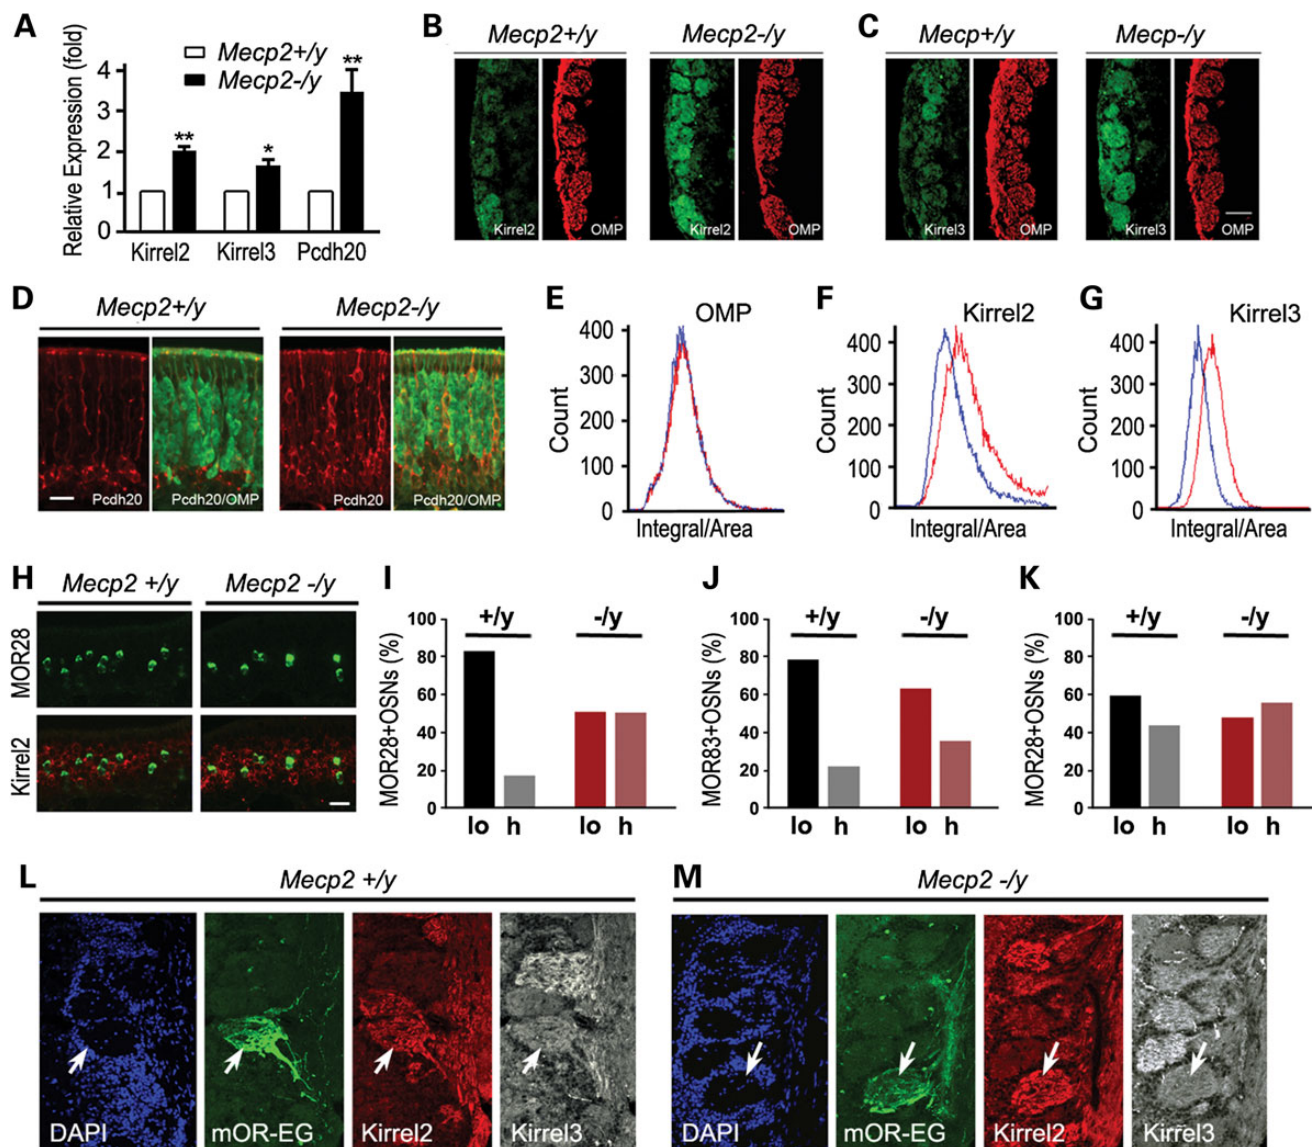 A
Mecp2+/y
Mecp2-/y
Relative Expression (fold)
4
3
2
1
0
**
*
**
Kirrel2
Kirrel3
Pcdh20
B
Mecp2+/y
Mecp2-/y
Kirrel2
OMP
Kirrel2
OMP
C
Mecp+/y
Mecp-/y
Kirrel3
OMP
Kirrel3
OMP
D
Mecp2+/y
Mecp2-/y
Pcdh20
Pcdh20/OMP
Pcdh20
Pcdh20/OMP
E
OMP
Count
400
300
200
100
0
Integral/Area
F
Kirrel2
Count
400
300
200
100
0
Integral/Area
G
Kirrel3
Count
400
300
200
100
0
Integral/Area
H
Mecp2 +/y
Mecp2 -/y
MOR28
Kirrel2
I
MOR28+OSNs (%)
100
80
60
40
20
0
+/y
-/y
lo
h
lo
h
J
MOR83+OSNs (%)
100
80
60
40
20
0
+/y
-/y
lo
h
lo
h
K
MOR28+OSNs (%)
100
80
60
40
20
0
+/y
-/y
lo
h
lo
h
L
Mecp2 +/y
DAPI
mOR-EG
Kirrel2
Kirrel3
M
Mecp2 -/y
DAPI
mOR-EG
Kirrel2
Kirrel3